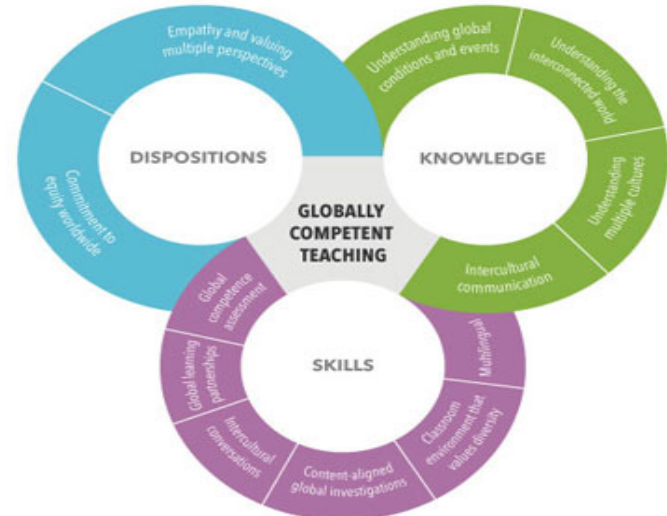 Empathy and valuing
multiple perspectives
Commitment to
equity worldwide
DISPOSITIONS
Understanding global
conditions and events
Understanding the
interconnected world
Understanding
multiple cultures
Intercultural
communication
KNOWLEDGE
GLOBALLY
COMPETENT
TEACHING
Global
competence
assessment
Global learning
partnerships
Intercultural
conversations
Content-aligned
global investigations
Classroom
environment that
values diversity
Multilingual
SKILLS